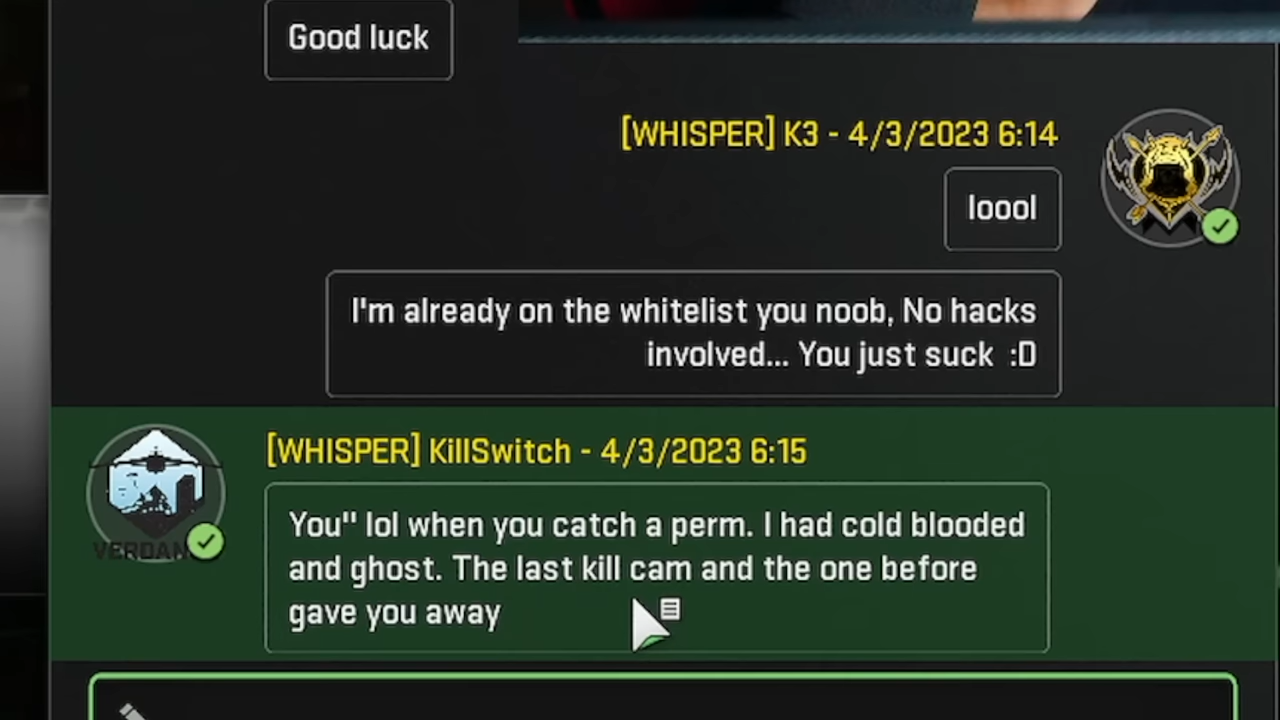 Good luck
[WHISPER] K3 - 4/3/2023 6:14
loool
I'm already on the whitelist you noob, No hacks
involved... You just suck :D
[WHISPER] KillSwitch - 4/3/2023 6:15
You" lol when you catch a perm. I had cold blooded
and ghost. The last kill cam and the one before
gave you away
VERDAN